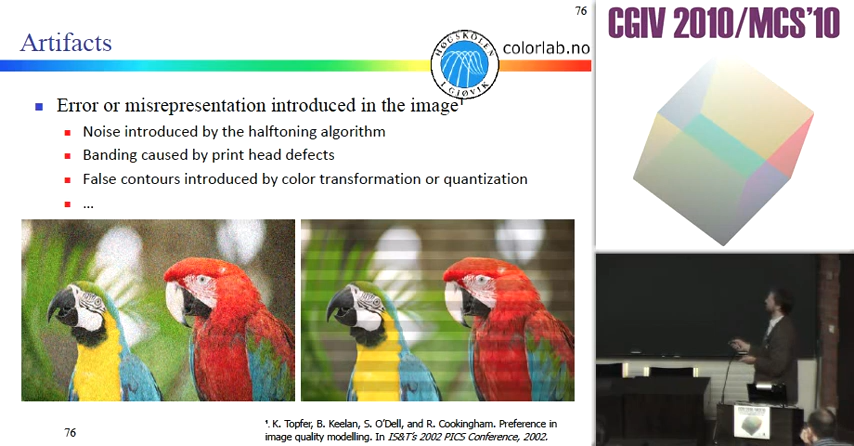 76
Artifacts
HØGSKOLEN I GJØVIK
colorlab.no
CGIV 2010/MCS'10
Error or misrepresentation introduced in the image¹
Noise introduced by the halftoning algorithm
Banding caused by print head defects
False contours introduced by color transformation or quantization
...
76
¹. K. Topfer, B. Keelan, S. O'Dell, and R. Cookingham. Preference in
image quality modelling. In IS&T's 2002 PICS Conference, 2002.